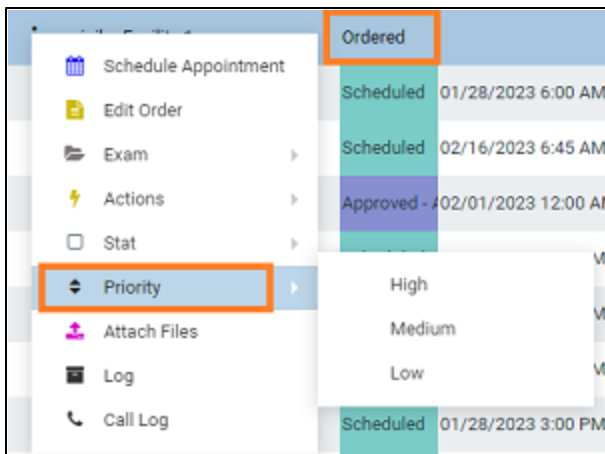 Ordered
Schedule Appointment
Scheduled 01/28/2023 6:00 AM
Edit Order
Exam
Scheduled 02/16/2023 6:45 AM
Actions
Approved - 02/01/2023 12:00 AM
Stat
Priority
High
Medium
Attach Files
Low
Log
Call Log
Scheduled 01/28/2023 3:00 PM